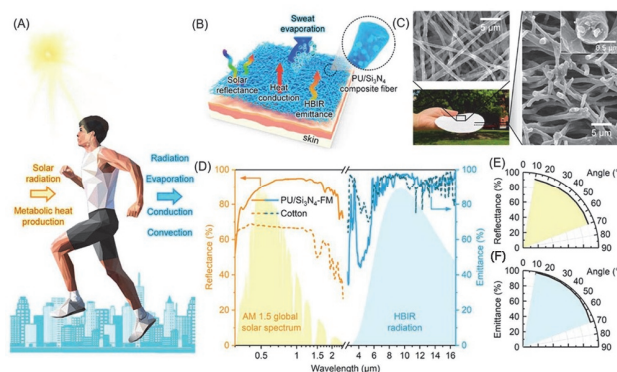 (A)
Solar
radiation
Metabolic heat
production
Radiation
Evaporation
Conduction
Convection
(B)
Sweat
evaporation
PU/Si₃N₄
composite fiber
Solar
reflectance
Heat
conduction
HBIR
emittance
skin
(C)
5 μm
0.5 μm
5 μm
(D)
Reflectance (%)
100
80
60
40
20
0
PU/Si₃N₄-FM
Cotton
AM 1.5 global
solar spectrum
HBIR
radiation
0.5 1 1.5 2 4 6 8 10 12 14 16
Wavelength (μm)
100
80
60
40
20
0
Emittance (%)
(E)
Reflectance (%)
100
80
60
40
20
0
Angle (°)
10 20 30 40 50 60 70 80 90
(F)
Emittance (%)
100
80
60
40
20
0
Angle (°)
10 20 30 40 50 60 70 80 90